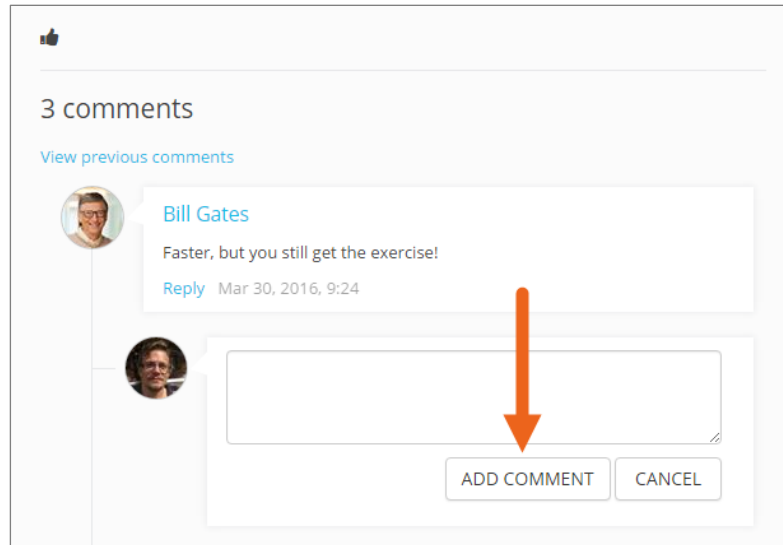 3 comments
View previous comments
Bill Gates
Faster, but you still get the exercise!
Reply Mar 30, 2016, 9:24
ADD COMMENT CANCEL